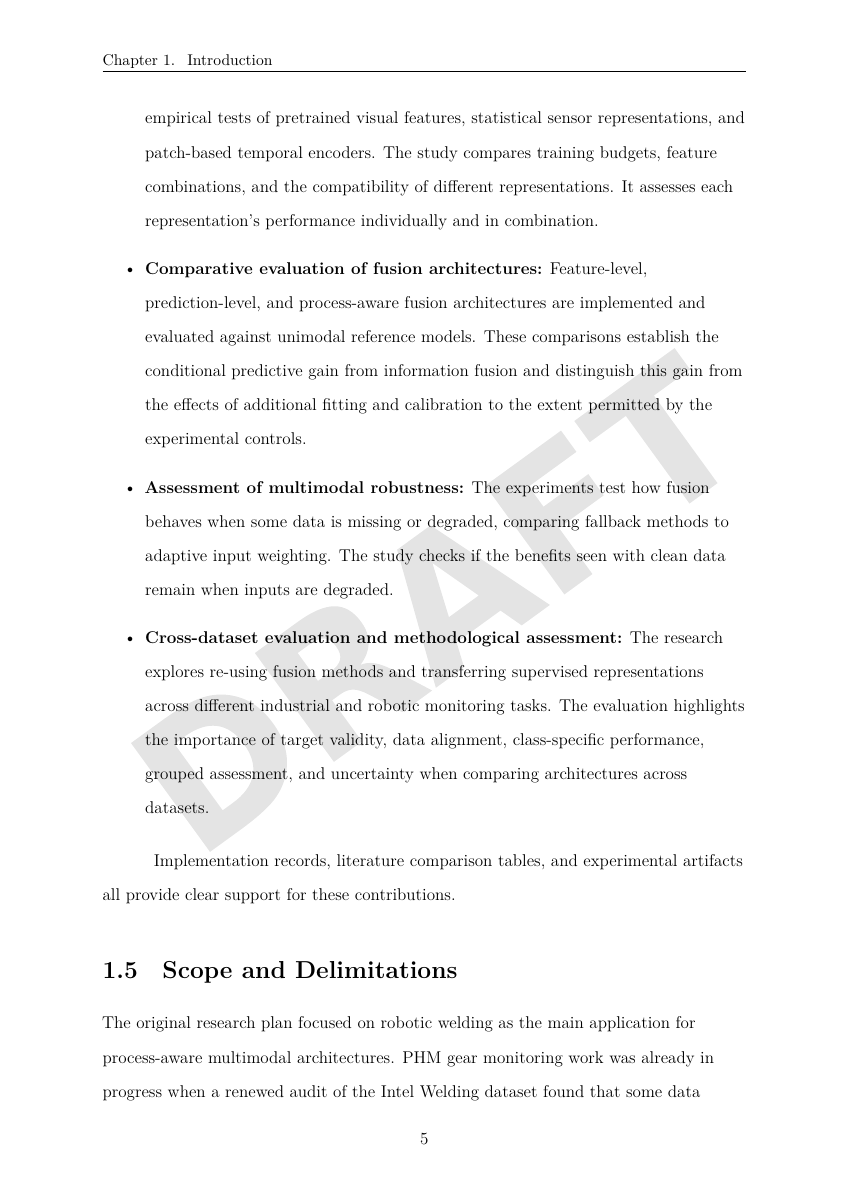 Chapter 1. Introduction
empirical tests of pretrained visual features, statistical sensor representations, and
patch-based temporal encoders. The study compares training budgets, feature
combinations, and the compatibility of different representations. It assesses each
representation's performance individually and in combination.
• Comparative evaluation of fusion architectures: Feature-level,
prediction-level, and process-aware fusion architectures are implemented and
evaluated against unimodal reference models. These comparisons establish the
conditional predictive gain from information fusion and distinguish this gain from
the effects of additional fitting and calibration to the extent permitted by the
experimental controls.
• Assessment of multimodal robustness: The experiments test how fusion
behaves when some data is missing or degraded, comparing fallback methods to
adaptive input weighting. The study checks if the benefits seen with clean data
remain when inputs are degraded.
• Cross-dataset evaluation and methodological assessment: The research
explores re-using fusion methods and transferring supervised representations
across different industrial and robotic monitoring tasks. The evaluation highlights
the importance of target validity, data alignment, class-specific performance,
grouped assessment, and uncertainty when comparing architectures across
datasets.
Implementation records, literature comparison tables, and experimental artifacts
all provide clear support for these contributions.
1.5 Scope and Delimitations
The original research plan focused on robotic welding as the main application for
process-aware multimodal architectures. PHM gear monitoring work was already in
progress when a renewed audit of the Intel Welding dataset found that some data
5
DRAFT